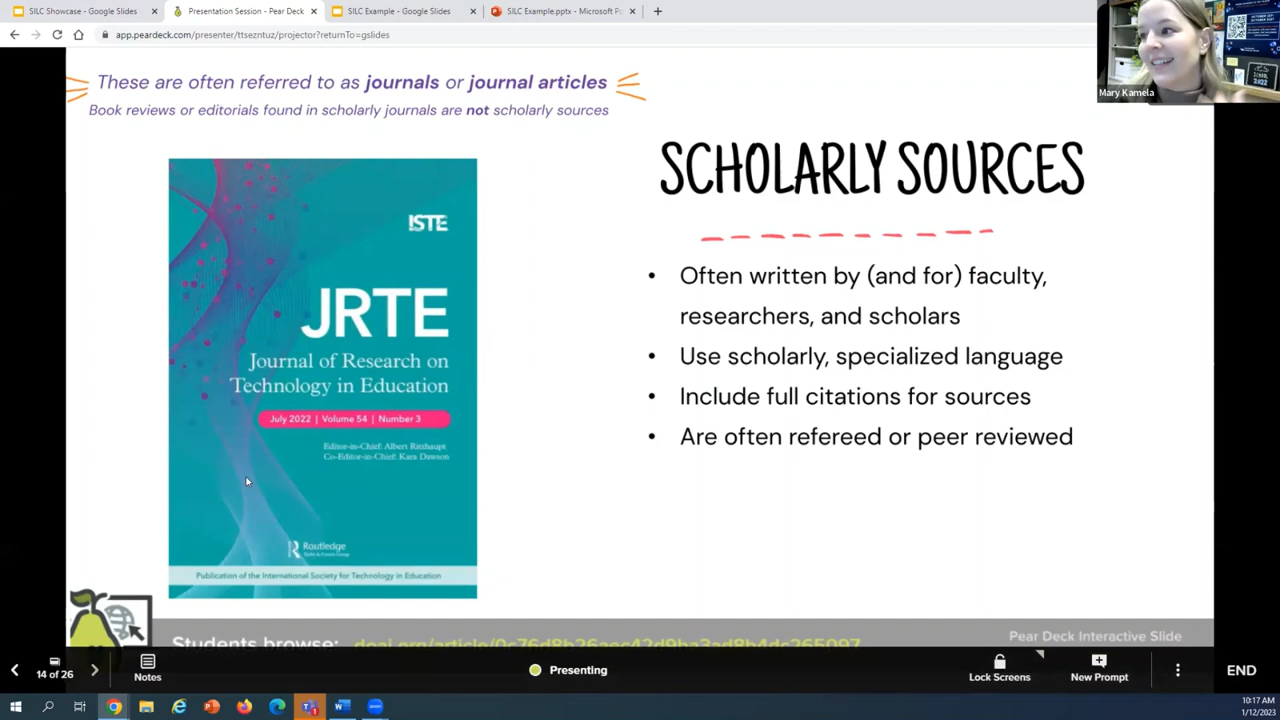 SILC Showcase - Google Slides
Presentation Session - Pear Deck
SILC Example - Google Slides
SILC Example.pptx - Microsoft Po
app.peardeck.com/presenter/ttsezntuz/projector?returnTo=gslides
Mary Kamela
These are often referred to as journals or journal articles
Book reviews or editorials found in scholarly journals are not scholarly sources
SCHOLARLY SOURCES
• Often written by (and for) faculty,
researchers, and scholars
• Use scholarly, specialized language
• Include full citations for sources
• Are often refereed or peer reviewed
ISTE
JRTE
Journal of Research on
Technology in Education
July 2022 | Volume 54 | Number 3
Editor-in-Chief: Albert Ritzhaupt
Co-Editor-in-Chief: Kara Dawson
Routledge
Taylor & Francis Group
Publication of the International Society for Technology in Education
Students browse:
Pear Deck Interactive Slide
14 of 26
Notes
Presenting
Lock Screens
New Prompt
END
10:17 AM
1/12/2023